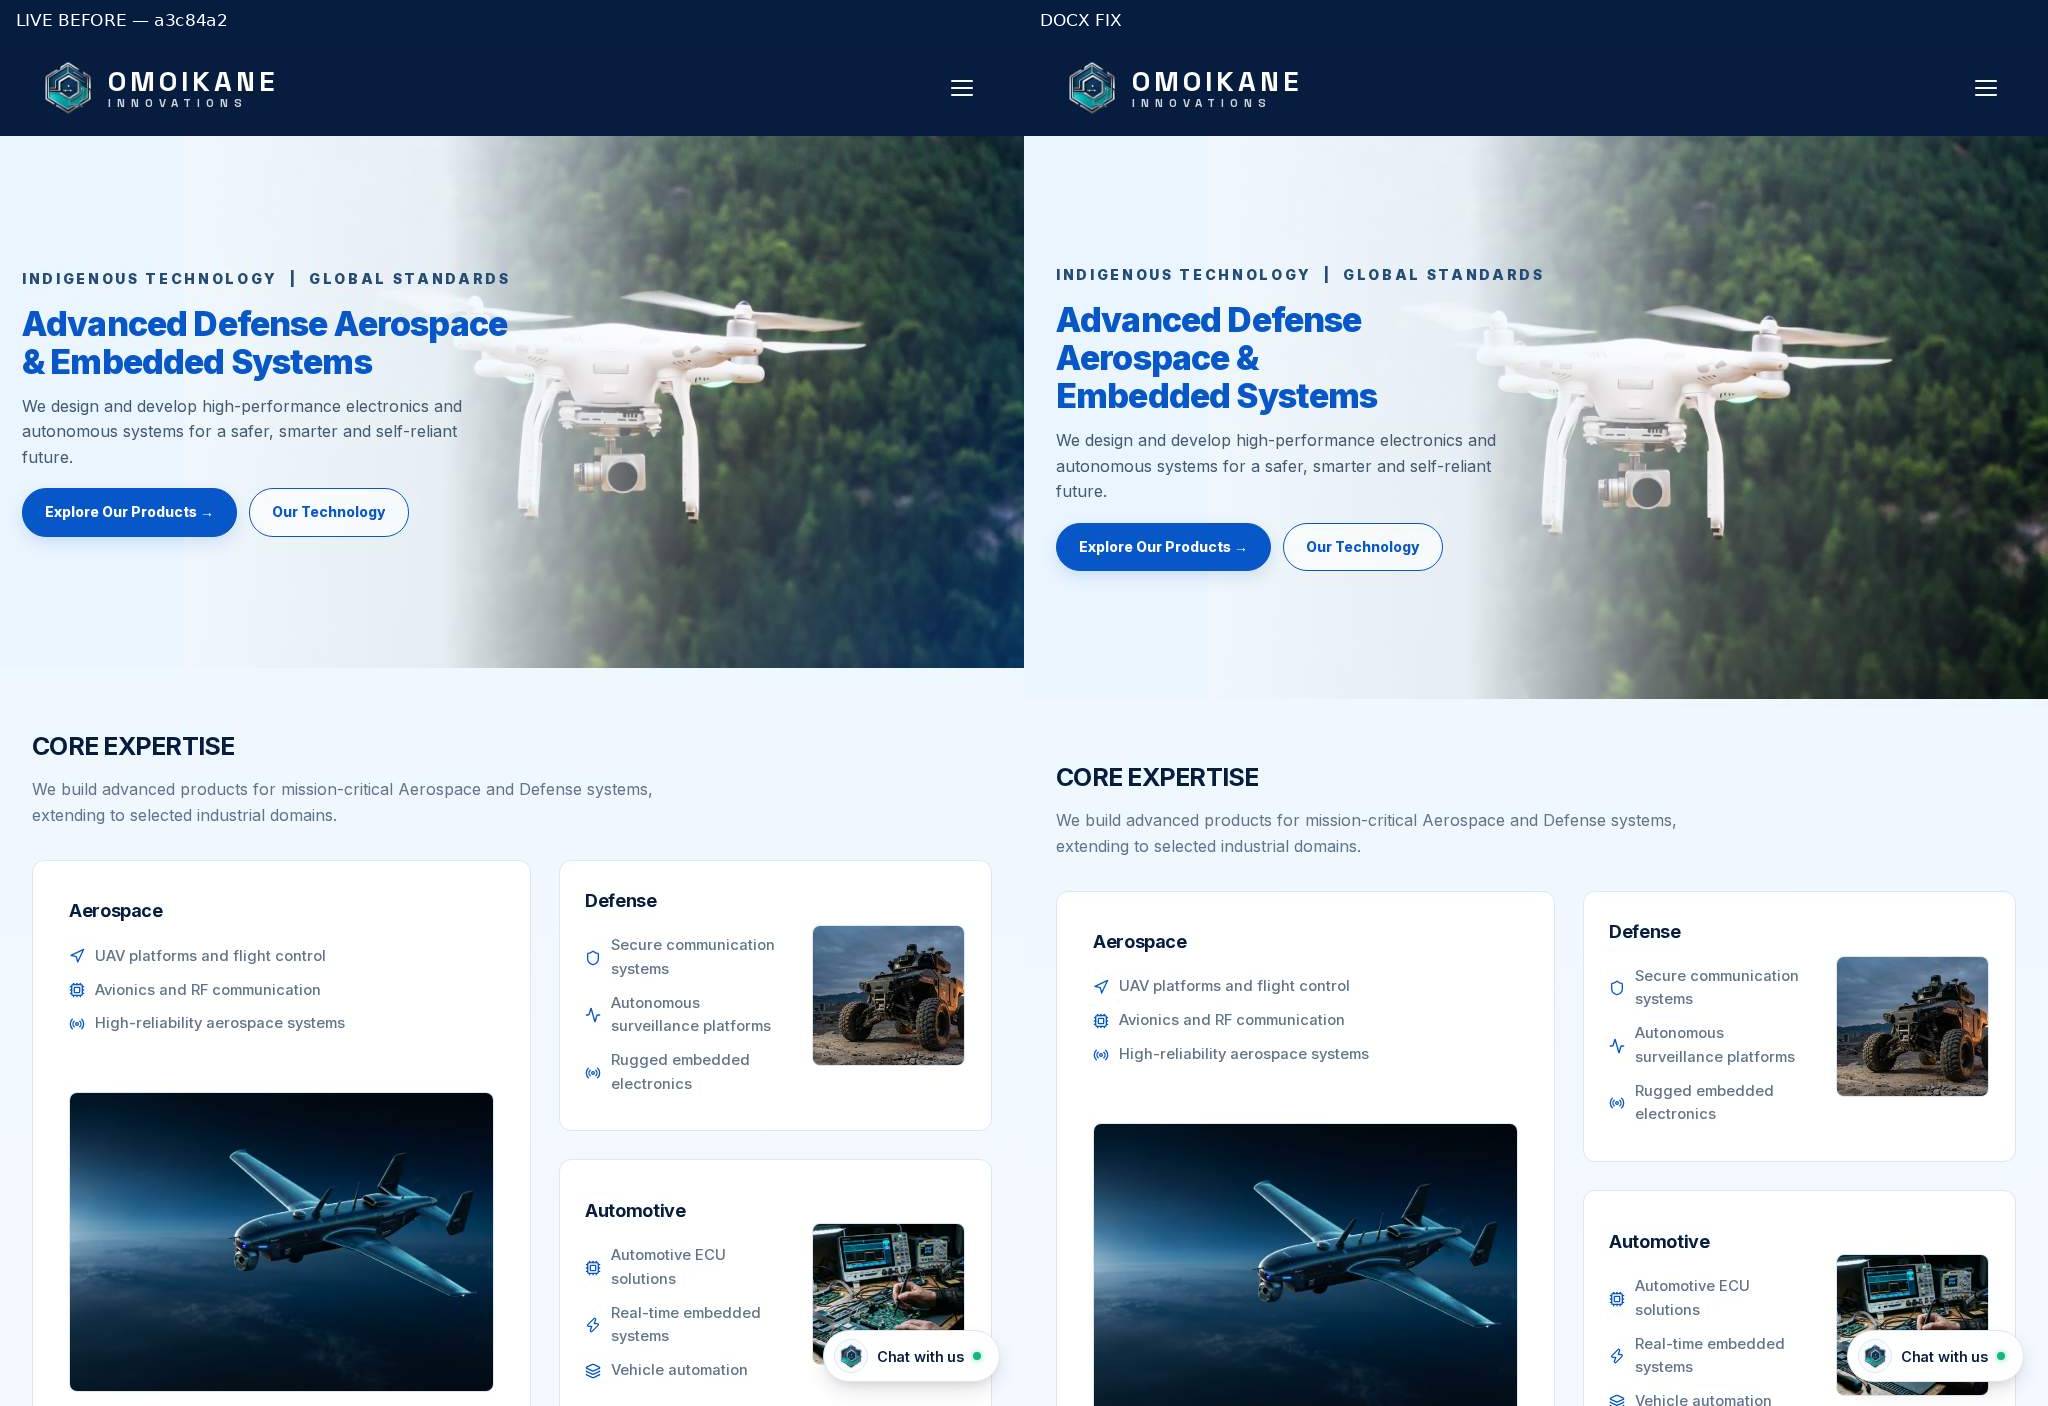 LIVE BEFORE — a3c84a2
OMOIKANE
INNOVATIONS
INDIGENOUS TECHNOLOGY | GLOBAL STANDARDS
Advanced Defense Aerospace
& Embedded Systems
We design and develop high-performance electronics and
autonomous systems for a safer, smarter and self-reliant
future.
Explore Our Products →
Our Technology
CORE EXPERTISE
We build advanced products for mission-critical Aerospace and Defense systems,
extending to selected industrial domains.
Aerospace
UAV platforms and flight control
Avionics and RF communication
High-reliability aerospace systems
Defense
Secure communication
systems
Autonomous
surveillance platforms
Rugged embedded
electronics
Automotive
Automotive ECU
solutions
Real-time embedded
systems
Vehicle automation
Chat with us
DOCX FIX
OMOIKANE
INNOVATIONS
INDIGENOUS TECHNOLOGY | GLOBAL STANDARDS
Advanced Defense
Aerospace &
Embedded Systems
We design and develop high-performance electronics and
autonomous systems for a safer, smarter and self-reliant
future.
Explore Our Products →
Our Technology
CORE EXPERTISE
We build advanced products for mission-critical Aerospace and Defense systems,
extending to selected industrial domains.
Aerospace
UAV platforms and flight control
Avionics and RF communication
High-reliability aerospace systems
Defense
Secure communication
systems
Autonomous
surveillance platforms
Rugged embedded
electronics
Automotive
Automotive ECU
solutions
Real-time embedded
systems
Vehicle automation
Chat with us